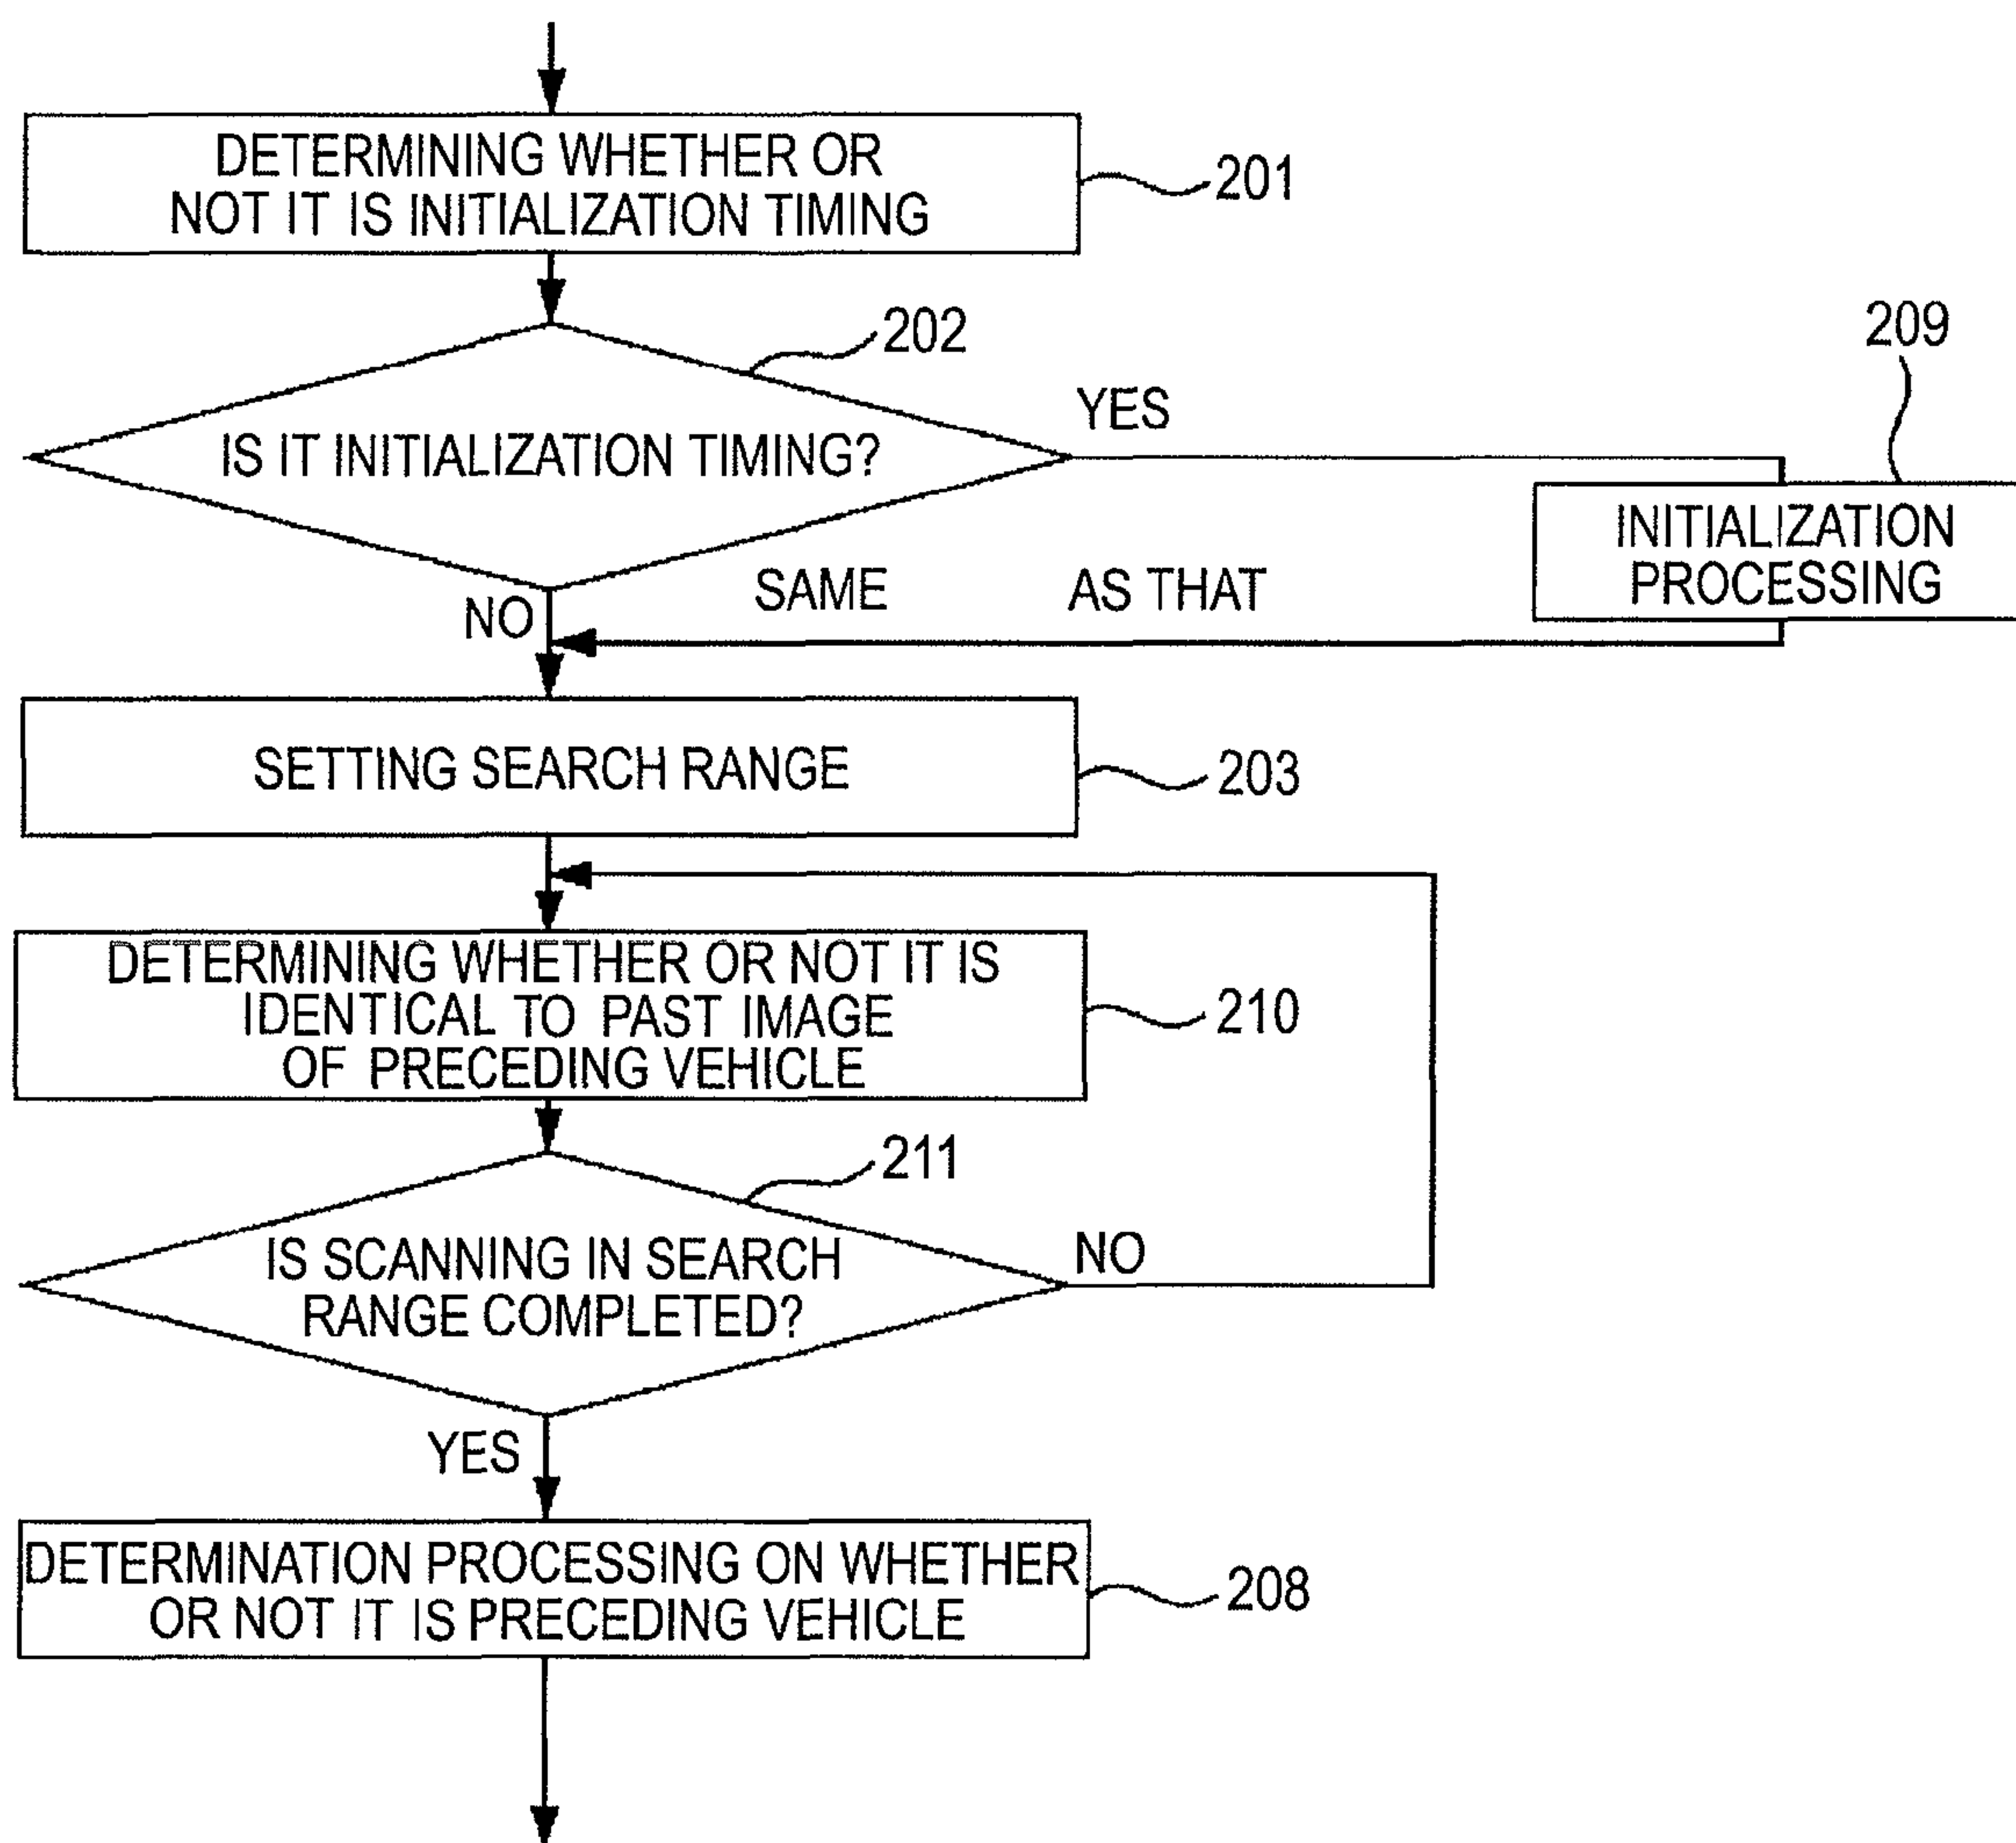 DETERMINING WHETHER OR
NOT IT IS INITIALIZATION TIMING
201
202
IS IT INITIALIZATION TIMING?
YES
209
INITIALIZATION
PROCESSING
SAME AS THAT
NO
SETTING SEARCH RANGE
203
DETERMINING WHETHER OR NOT IT IS
IDENTICAL TO PAST IMAGE
OF PRECEDING VEHICLE
210
211
IS SCANNING IN SEARCH
RANGE COMPLETED?
NO
YES
DETERMINATION PROCESSING ON WHETHER
OR NOT IT IS PRECEDING VEHICLE
208